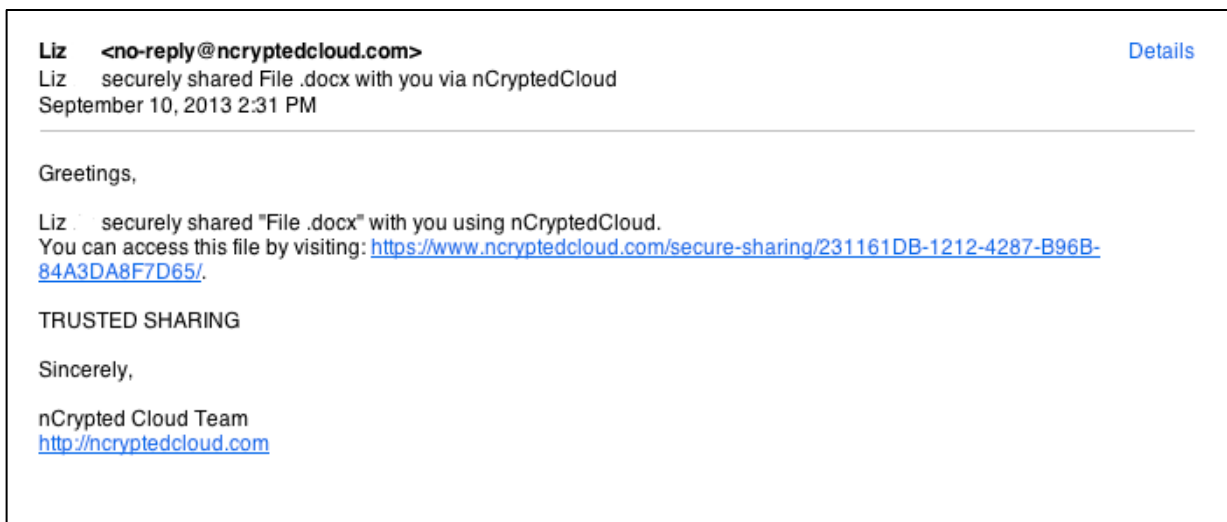 Liz <no-reply@ncryptedcloud.com> Details
Liz securely shared File .docx with you via nCryptedCloud
September 10, 2013 2:31 PM
Greetings,
Liz securely shared "File .docx" with you using nCryptedCloud.
You can access this file by visiting: https://www.ncryptedcloud.com/secure-sharing/231161DB-1212-4287-B96B-
84A3DA8F7D65/.
TRUSTED SHARING
Sincerely,
nCrypted Cloud Team
http://ncryptedcloud.com